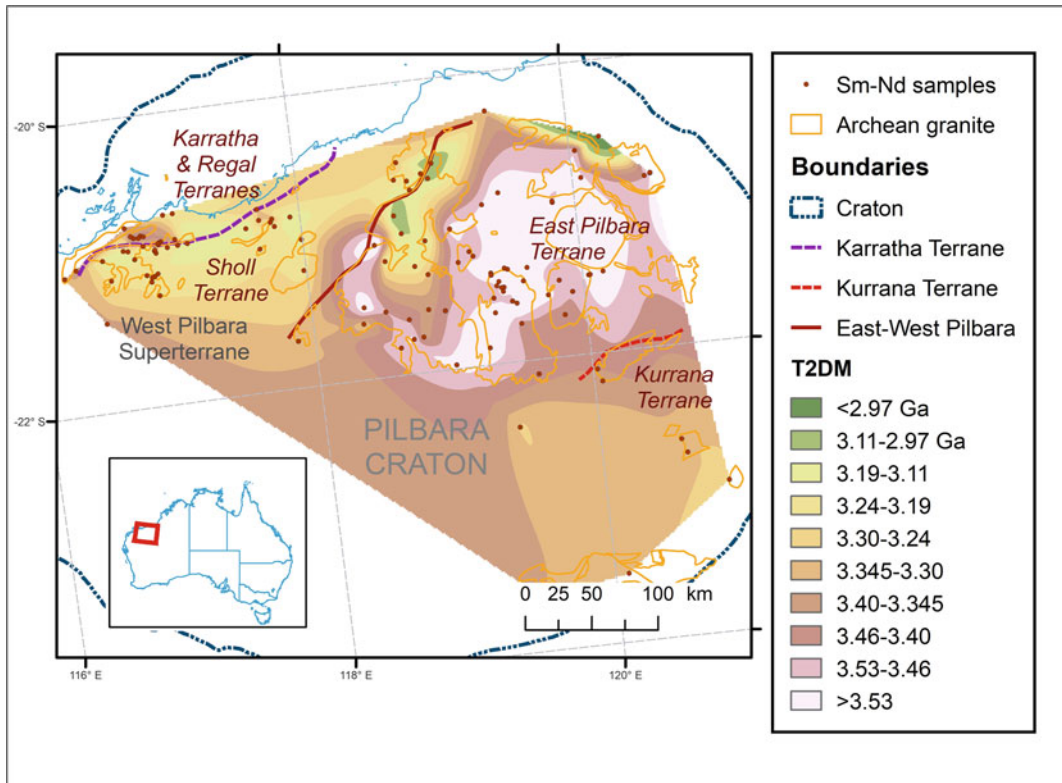 -20° S
-22° S
116° E
118° E
120° E
Karratha
& Regal
Terranes
Sholl
Terrane
West Pilbara
Superterrane
East Pilbara
Terrane
Kurrana
Terrane
PILBARA
CRATON
0 25 50 100 km
Sm-Nd samples
Archean granite
Boundaries
Craton
Karratha Terrane
Kurrana Terrane
East-West Pilbara
T2DM
<2.97 Ga
3.11-2.97 Ga
3.19-3.11
3.24-3.19
3.30-3.24
3.345-3.30
3.40-3.345
3.46-3.40
3.53-3.46
>3.53